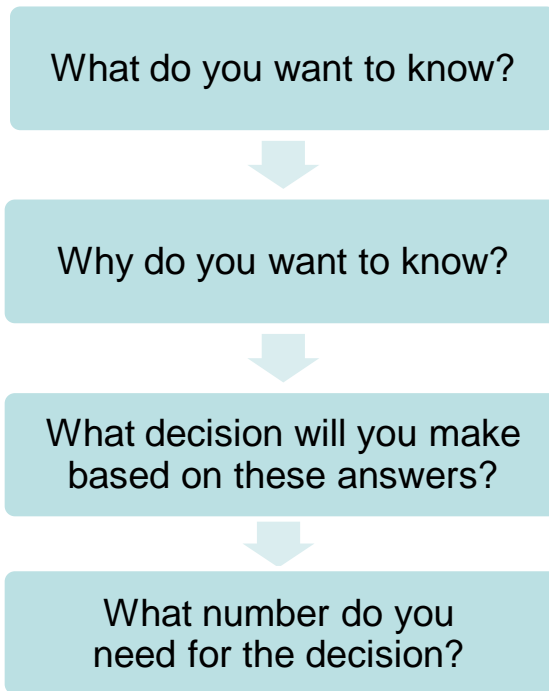 What do you want to know?
Why do you want to know?
What decision will you make
based on these answers?
What number do you
need for the decision?